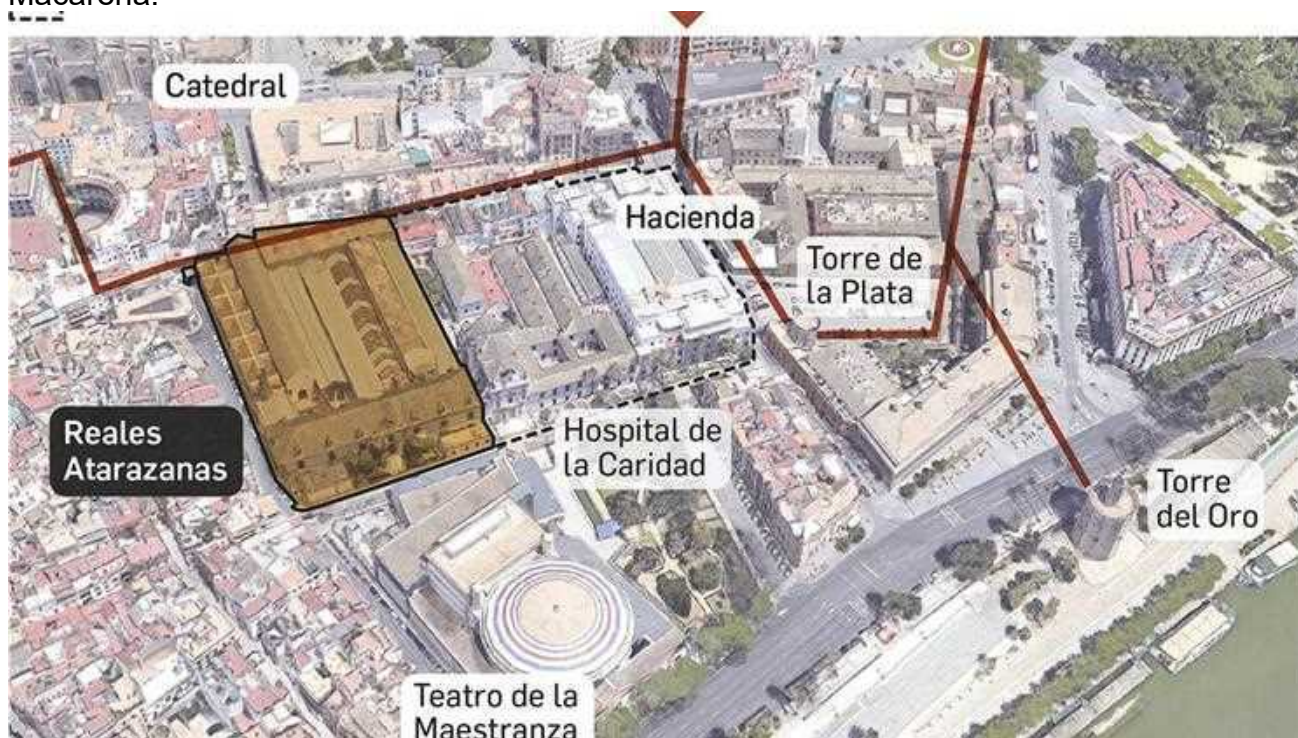 Macarena.
Catedral
Hacienda
Torre de
la Plata
Reales
Atarazanas
Hospital de
la Caridad
Torre
del Oro
Teatro de la
Maestranza